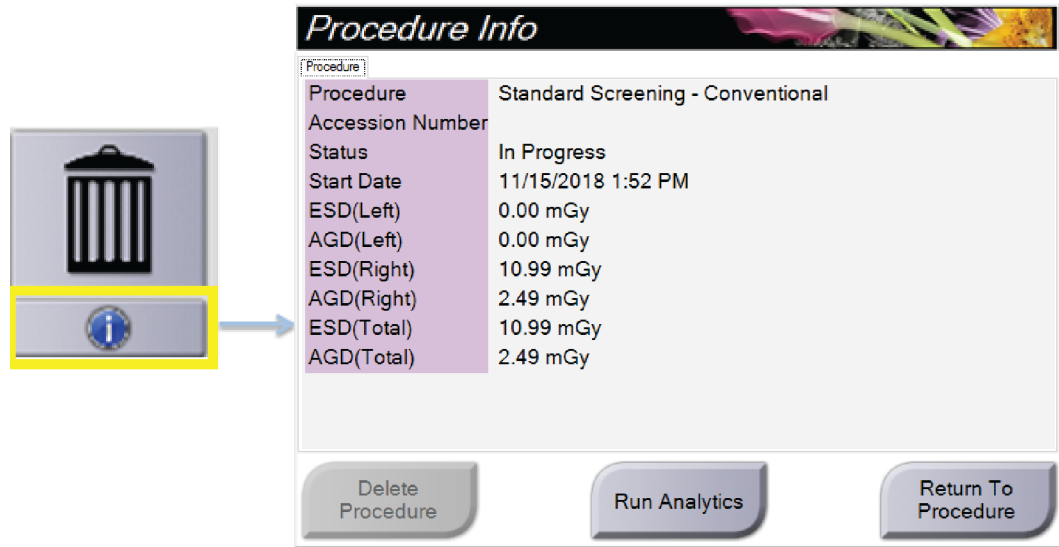 Procedure Info
Procedure
Procedure Standard Screening - Conventional
Accession Number
Status In Progress
Start Date 11/15/2018 1:52 PM
ESD(Left) 0.00 mGy
AGD(Left) 0.00 mGy
ESD(Right) 10.99 mGy
AGD(Right) 2.49 mGy
ESD(Total) 10.99 mGy
AGD(Total) 2.49 mGy
Delete
Procedure
Run Analytics
Return To
Procedure